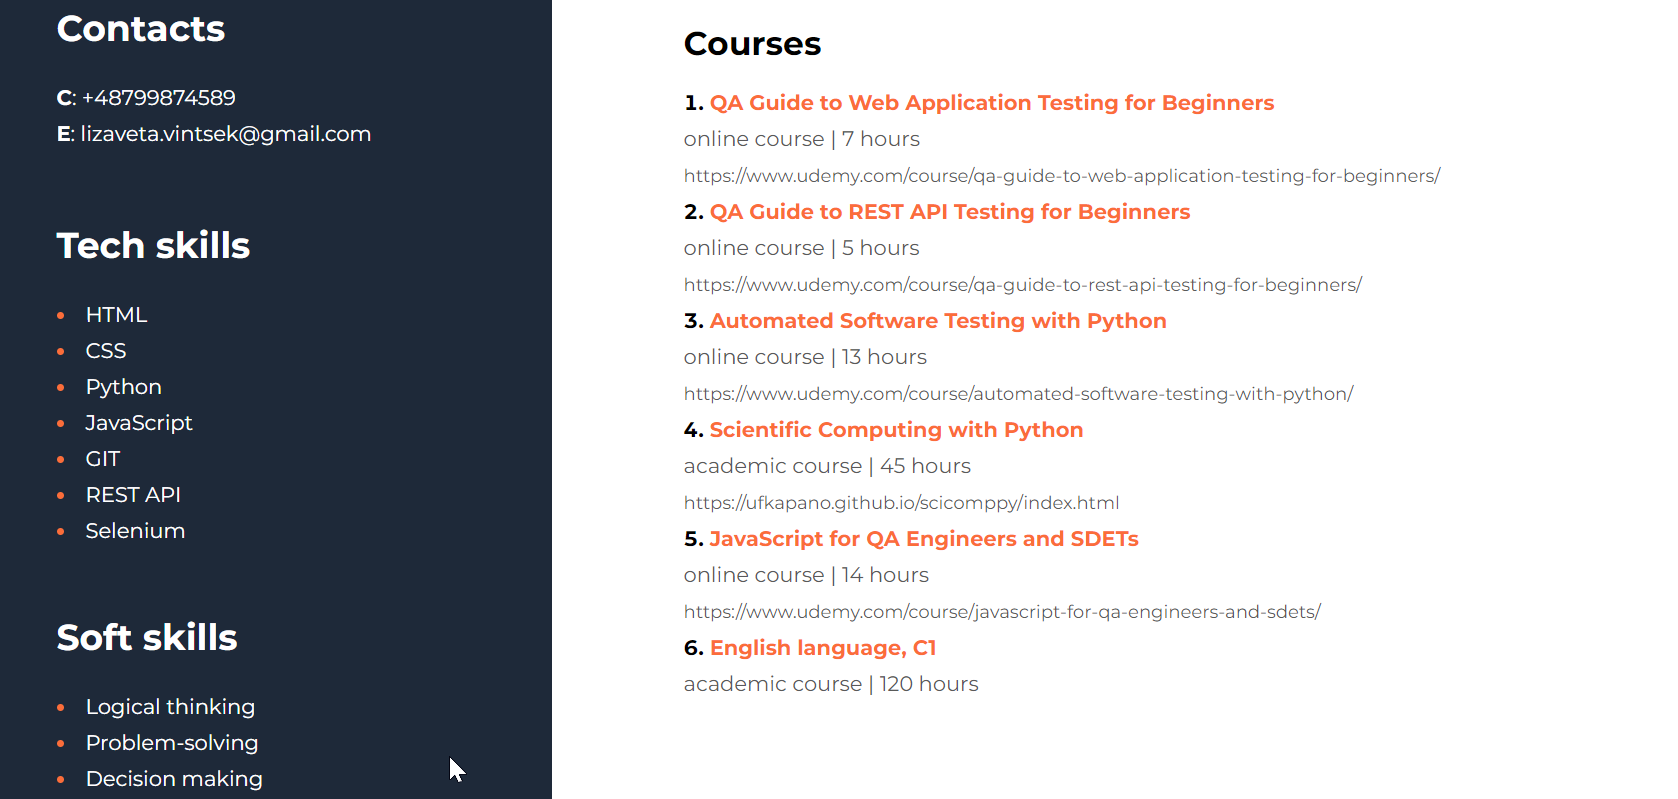 Contacts
C: +48799874589
E: lizaveta.vintsek@gmail.com
Tech skills
HTML
CSS
Python
JavaScript
GIT
REST API
Selenium
Soft skills
Logical thinking
Problem-solving
Decision making
Courses
1. QA Guide to Web Application Testing for Beginners
online course | 7 hours
https://www.udemy.com/course/qa-guide-to-web-application-testing-for-beginners/
2. QA Guide to REST API Testing for Beginners
online course | 5 hours
https://www.udemy.com/course/qa-guide-to-rest-api-testing-for-beginners/
3. Automated Software Testing with Python
online course | 13 hours
https://www.udemy.com/course/automated-software-testing-with-python/
4. Scientific Computing with Python
academic course | 45 hours
https://ufkapano.github.io/scicomppy/index.html
5. JavaScript for QA Engineers and SDETs
online course | 14 hours
https://www.udemy.com/course/javascript-for-qa-engineers-and-sdets/
6. English language, C1
academic course | 120 hours